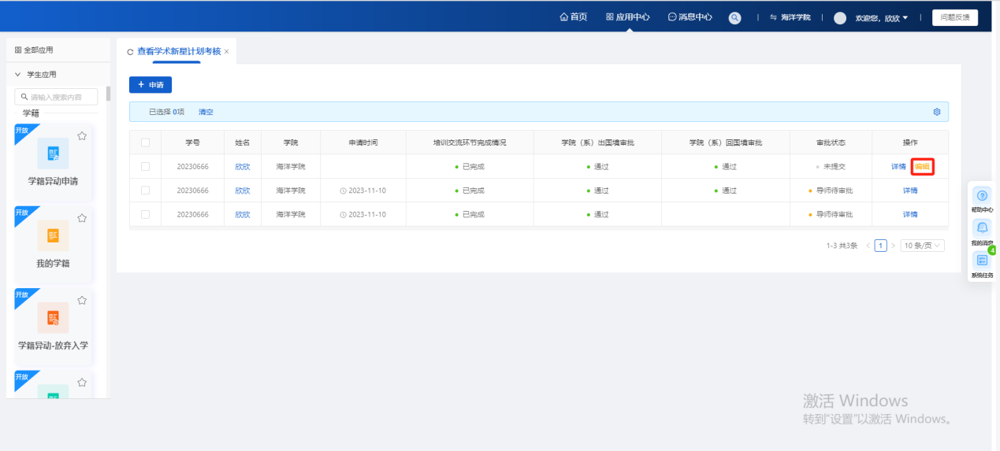 首页 应用中心 消息中心 海洋学院 欢迎您, 欣欣 问题反馈
全部应用
学生应用
请输入搜索内容
学籍
开放
学籍异动申请
开放
我的学籍
开放
学籍异动-放弃入学
开放
查看学术新星计划考核 ×
+ 申请
已选择 0项 清空
学号 姓名 学院 申请时间 培训交流环节完成情况 学院（系）出国境审批 学院（系）回国境审批 审批状态 操作
20230666 欣欣 海洋学院 已完成 通过 通过 未提交 详情 编辑
20230666 欣欣 海洋学院 2023-11-10 已完成 通过 通过 导师待审批 详情
20230666 欣欣 海洋学院 2023-11-10 已完成 通过 导师待审批 详情
1-3 共3条 < 1 > 10 条/页
帮助中心
我的消息
4
系统任务
激活 Windows
转到"设置"以激活 Windows。